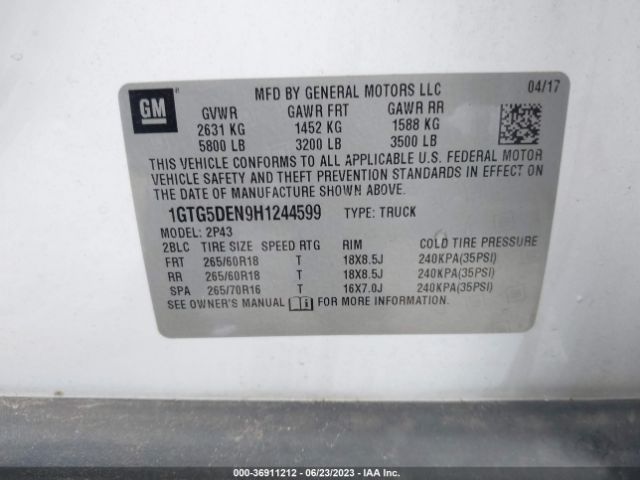 GM
MFD BY GENERAL MOTORS LLC 04/17
GVWR GAWR FRT GAWR RR
2631 KG 1452 KG 1588 KG
5800 LB 3200 LB 3500 LB
THIS VEHICLE CONFORMS TO ALL APPLICABLE U.S. FEDERAL MOTOR
VEHICLE SAFETY AND THEFT PREVENTION STANDARDS IN EFFECT ON
THE DATE OF MANUFACTURE SHOWN ABOVE.
1GTG5DEN9H1244599 TYPE: TRUCK
MODEL: 2P43
2BLC TIRE SIZE SPEED RTG RIM COLD TIRE PRESSURE
FRT 265/60R18 T 18X8.5J 240KPA(35PSI)
RR 265/60R18 T 18X8.5J 240KPA(35PSI)
SPA 265/70R16 T 16X7.0J 240KPA(35PSI)
SEE OWNER'S MANUAL FOR MORE INFORMATION
000-36911212 - 06/23/2023 - IAA Inc.